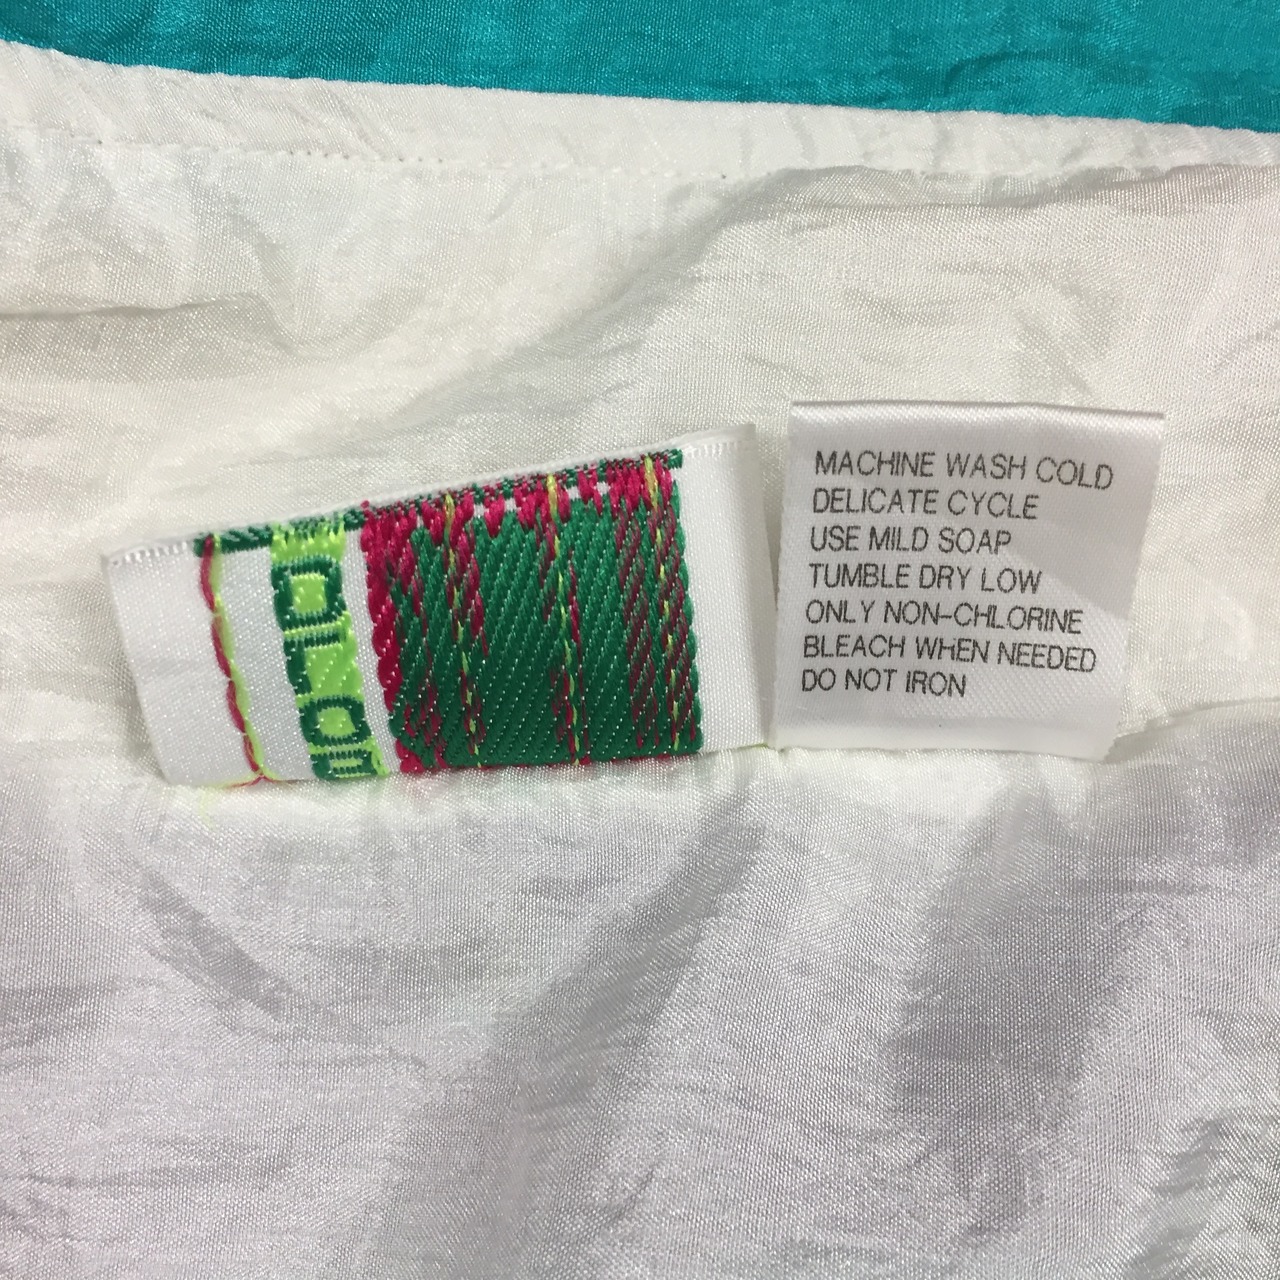 MACHINE WASH COLD
DELICATE CYCLE
USE MILD SOAP
TUMBLE DRY LOW
ONLY NON-CHLORINE
BLEACH WHEN NEEDED
DO NOT IRON